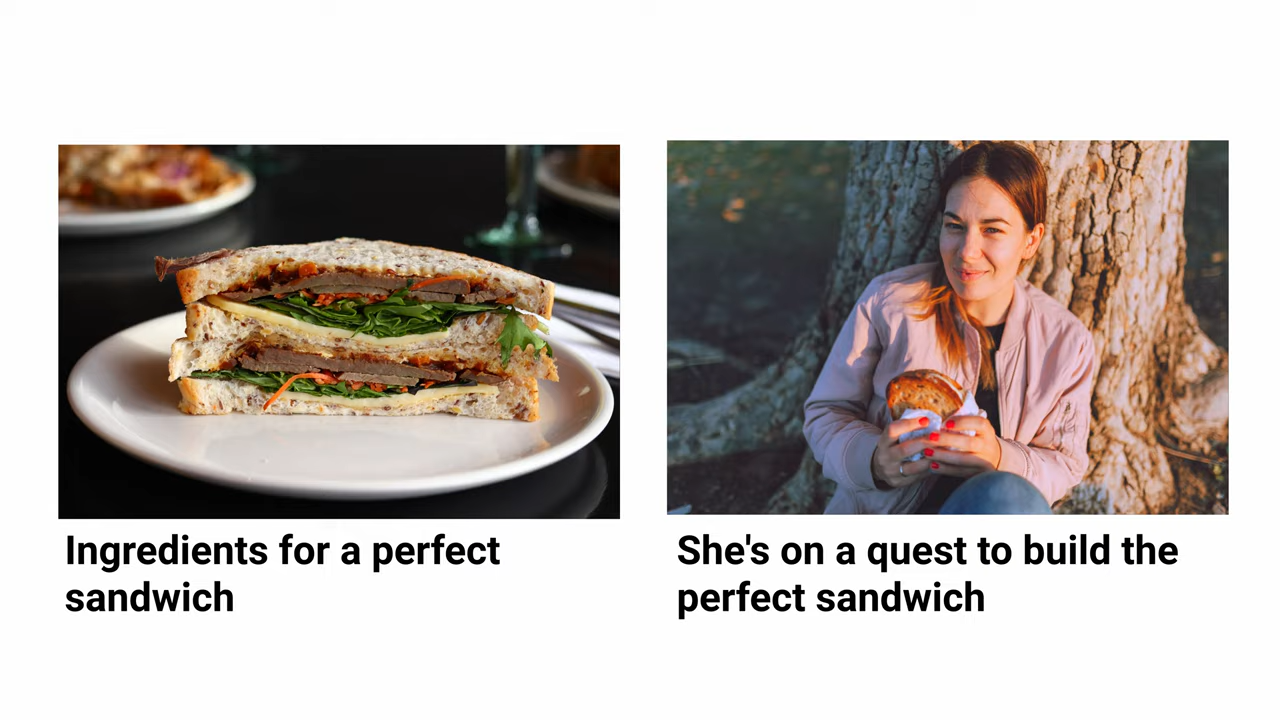 Ingredients for a perfect
sandwich
She's on a quest to build the
perfect sandwich